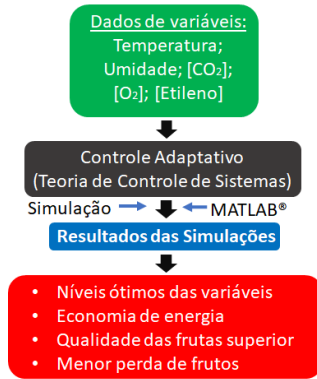 Dados de variáveis:
Temperatura;
Umidade; [CO₂];
[O₂]; [Etileno]
Controle Adaptativo
(Teoria de Controle de Sistemas)
Simulação MATLAB®
Resultados das Simulações
• Níveis ótimos das variáveis
• Economia de energia
• Qualidade das frutas superior
• Menor perda de frutos